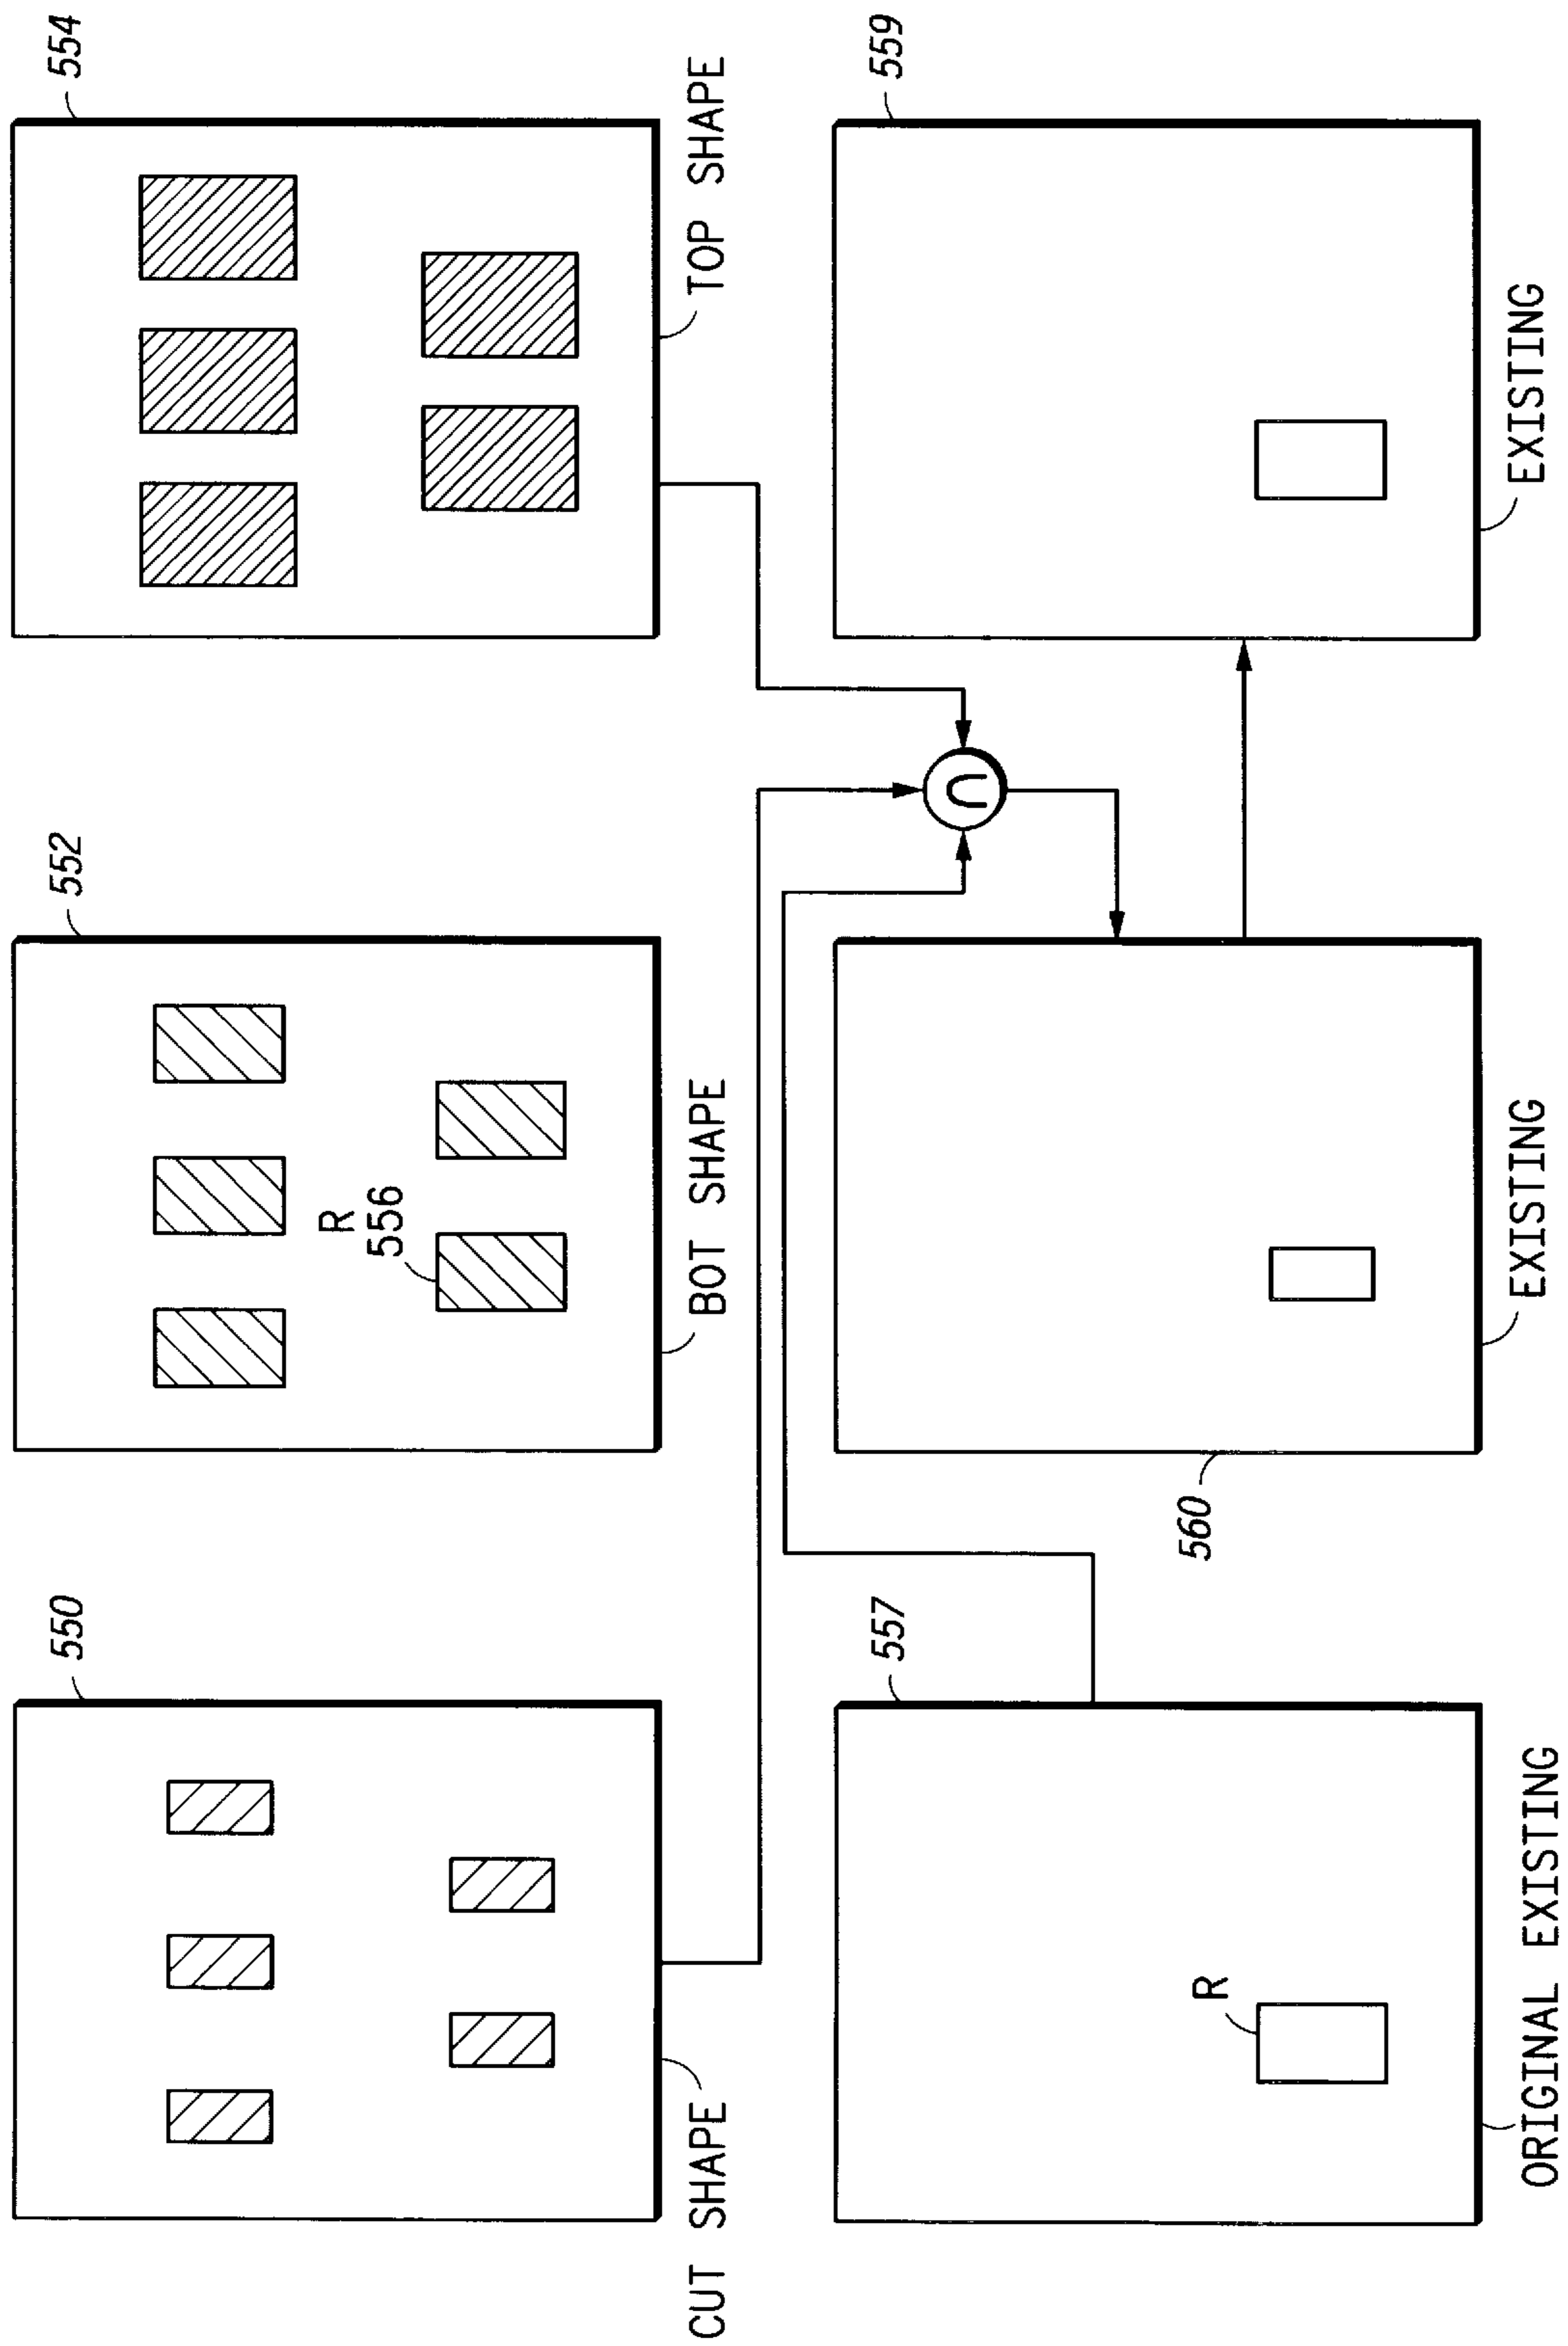 550
552
554
R
556
CUT SHAPE
BOT SHAPE
TOP SHAPE
557
559
∩
R
560
ORIGINAL EXISTING
EXISTING
EXISTING